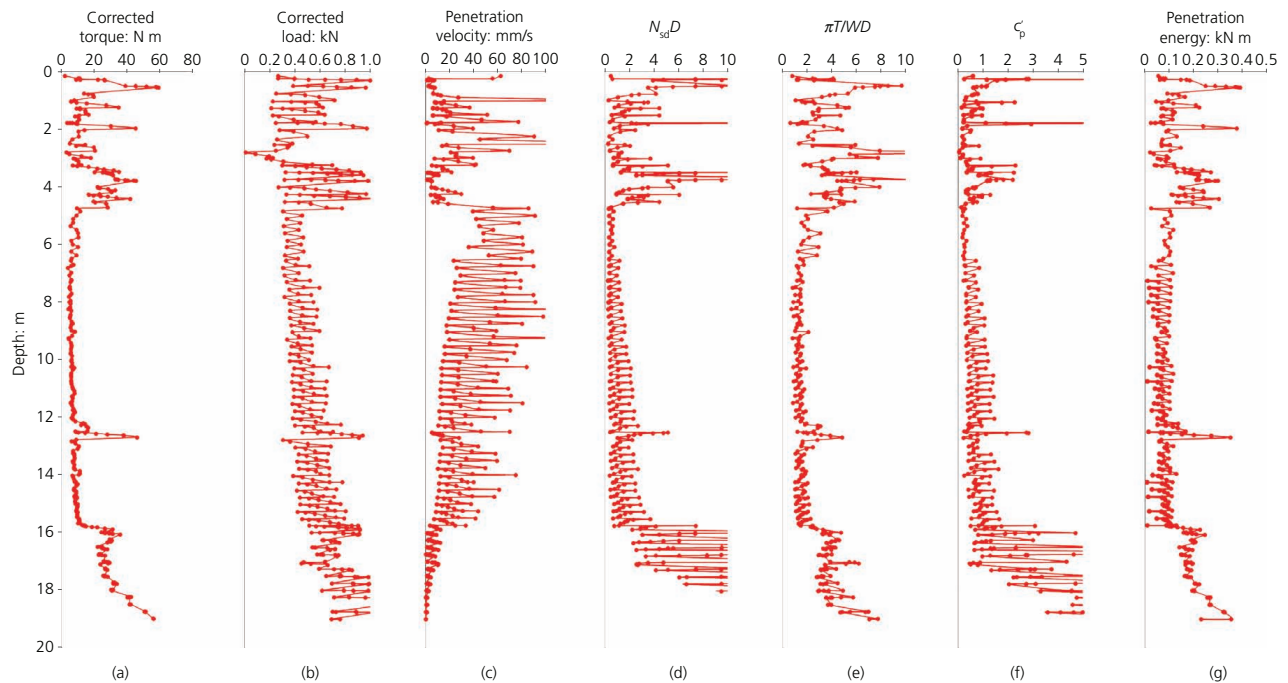 Corrected
torque: N m
0 20 40 60 80
Corrected
load: kN
0 0.2 0.4 0.6 0.8 1.0
Penetration
velocity: mm/s
0 20 40 60 80 100
NsdD
0 2 4 6 8 10
πT/WD
0 2 4 6 8 10
c′p
0 1 2 3 4 5
Penetration
energy: kN m
0 0.1 0.2 0.3 0.4 0.5
Depth: m
0
2
4
6
8
10
12
14
16
18
20
(a) (b) (c) (d) (e) (f) (g)